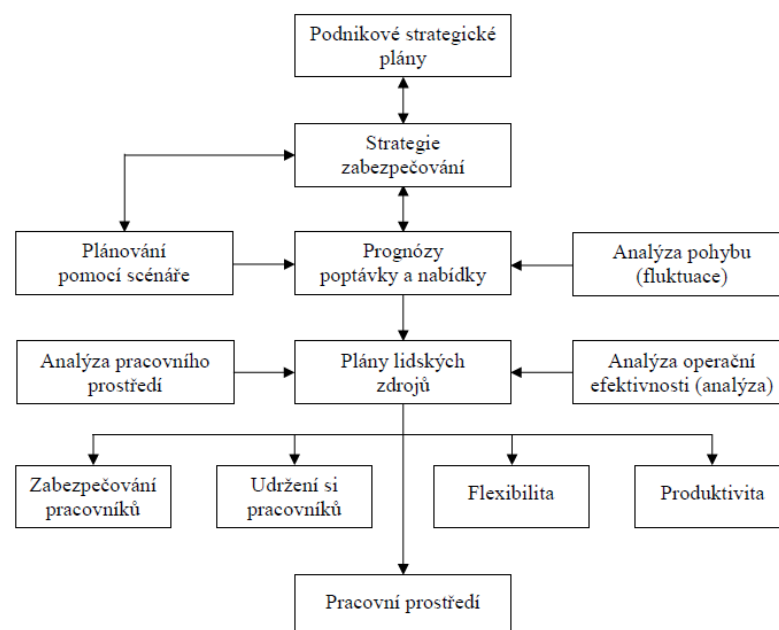 Podnikové strategické
plány
Strategie
zabezpečování
Plánování
pomocí scénáře
Prognózy
poptávky a nabídky
Analýza pohybu
(fluktuace)
Analýza pracovního
prostředí
Plány lidských
zdrojů
Analýza operační
efektivnosti (analýza)
Zabezpečování
pracovníků
Udržení si
pracovníků
Flexibilita
Produktivita
Pracovní prostředí